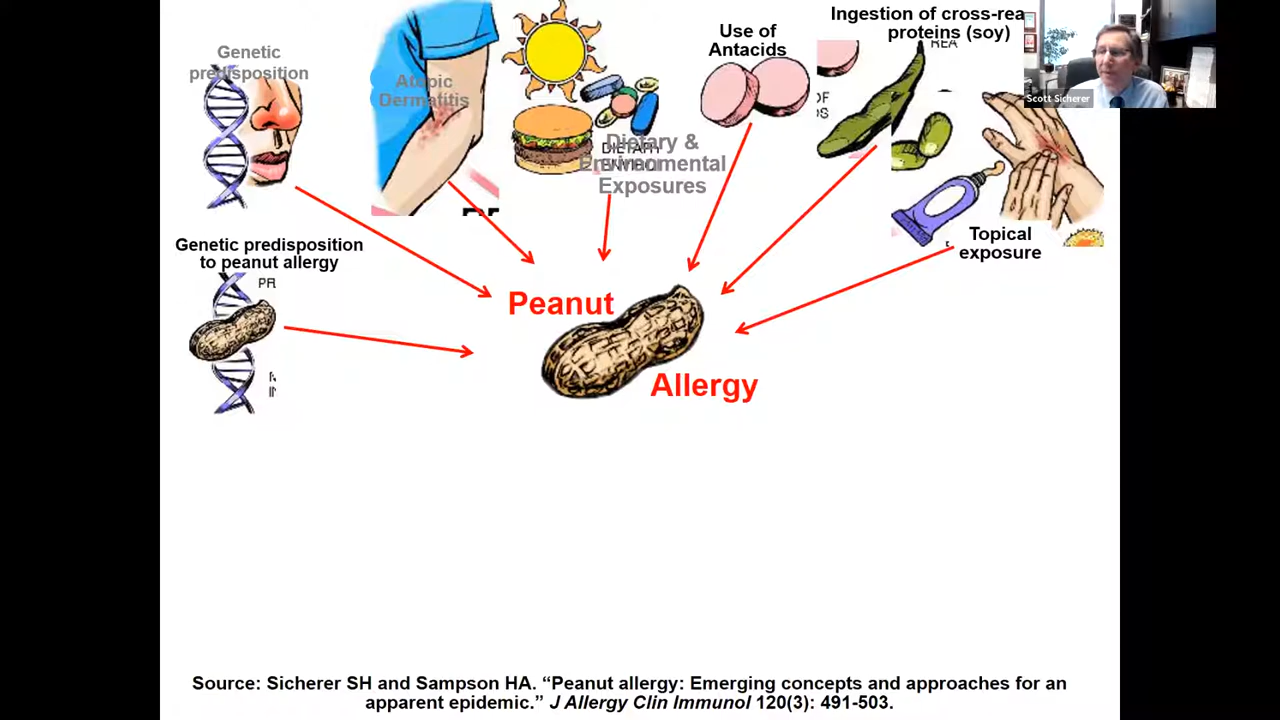 Genetic
predisposition
Atopic
Dermatitis
Dietary &
Environmental
Exposures
Use of
Antacids
Ingestion of cross-rea
proteins (soy)
Scott Sicherer
Topical
exposure
Genetic predisposition
to peanut allergy
Peanut
Allergy
Source: Sicherer SH and Sampson HA. “Peanut allergy: Emerging concepts and approaches for an
apparent epidemic.” J Allergy Clin Immunol 120(3): 491-503.